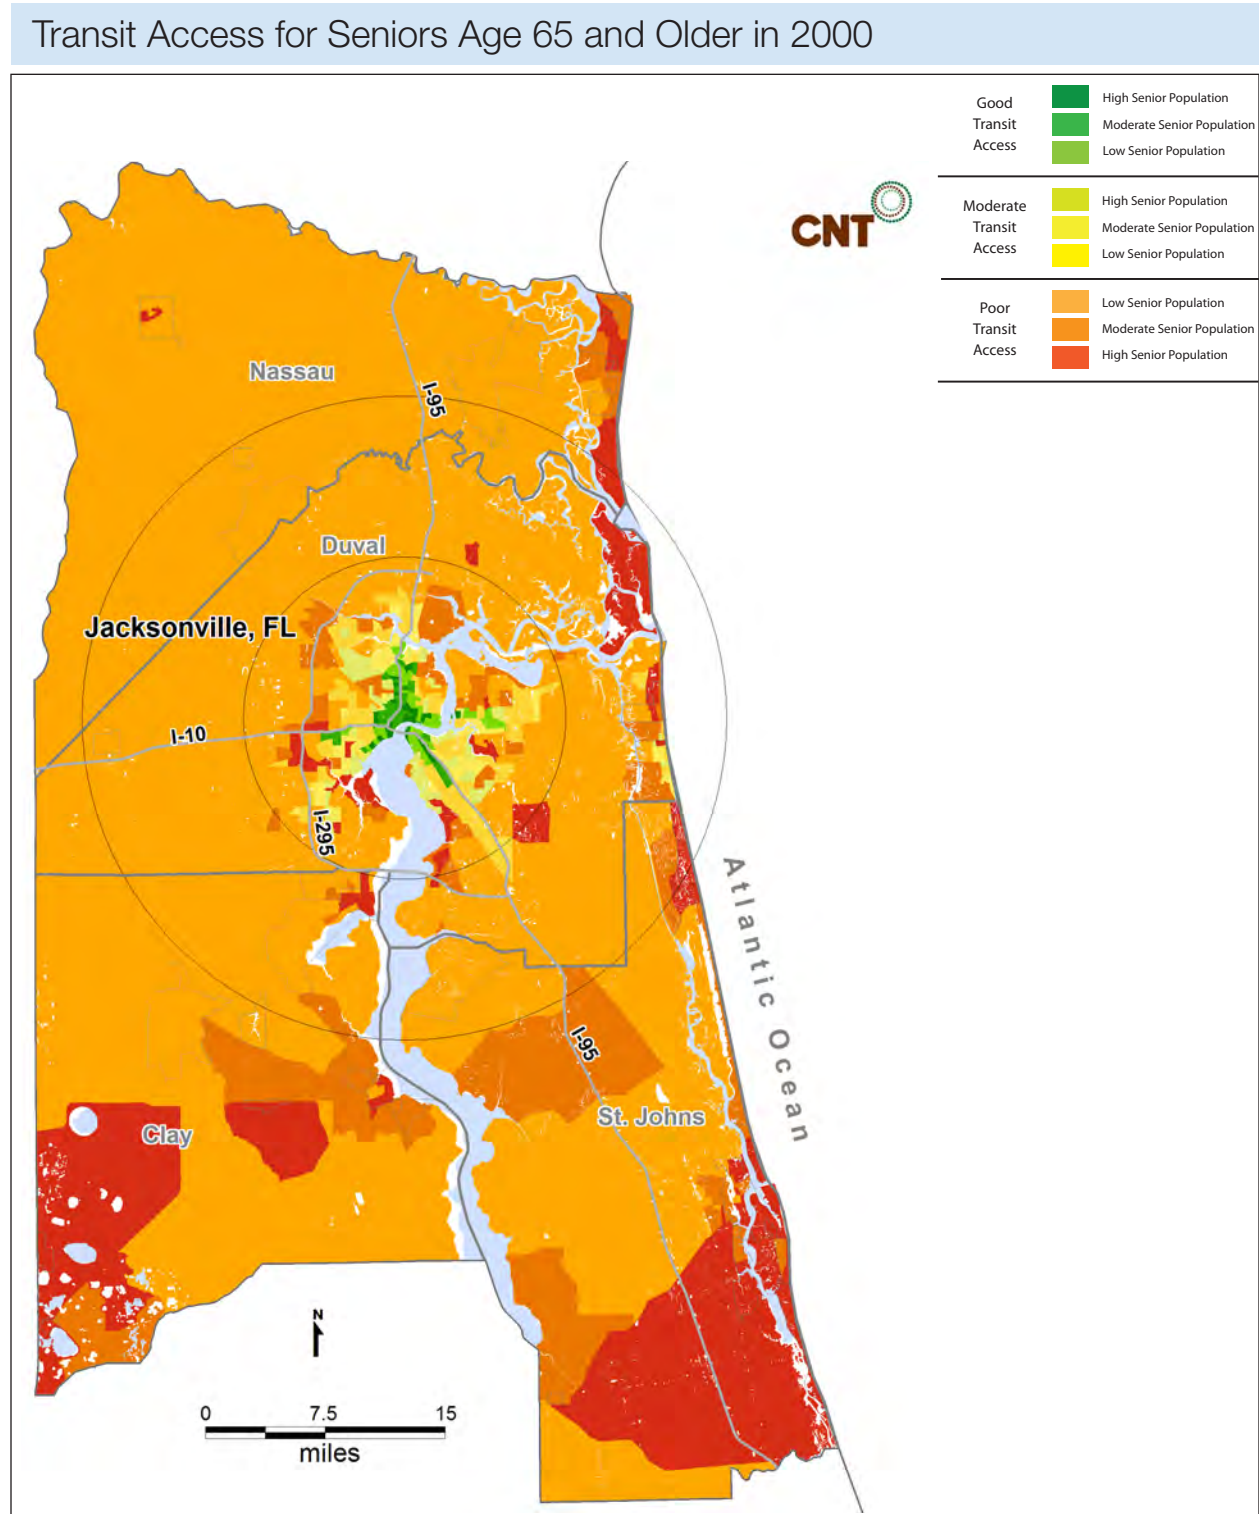 Transit Access for Seniors Age 65 and Older in 2000
Good
Transit
Access
High Senior Population
Moderate Senior Population
Low Senior Population
Moderate
Transit
Access
High Senior Population
Moderate Senior Population
Low Senior Population
Poor
Transit
Access
Low Senior Population
Moderate Senior Population
High Senior Population
CNT
Nassau
I-95
Duval
Jacksonville, FL
I-10
I-295
Atlantic Ocean
I-95
St. Johns
Clay
N
0 7.5 15
miles